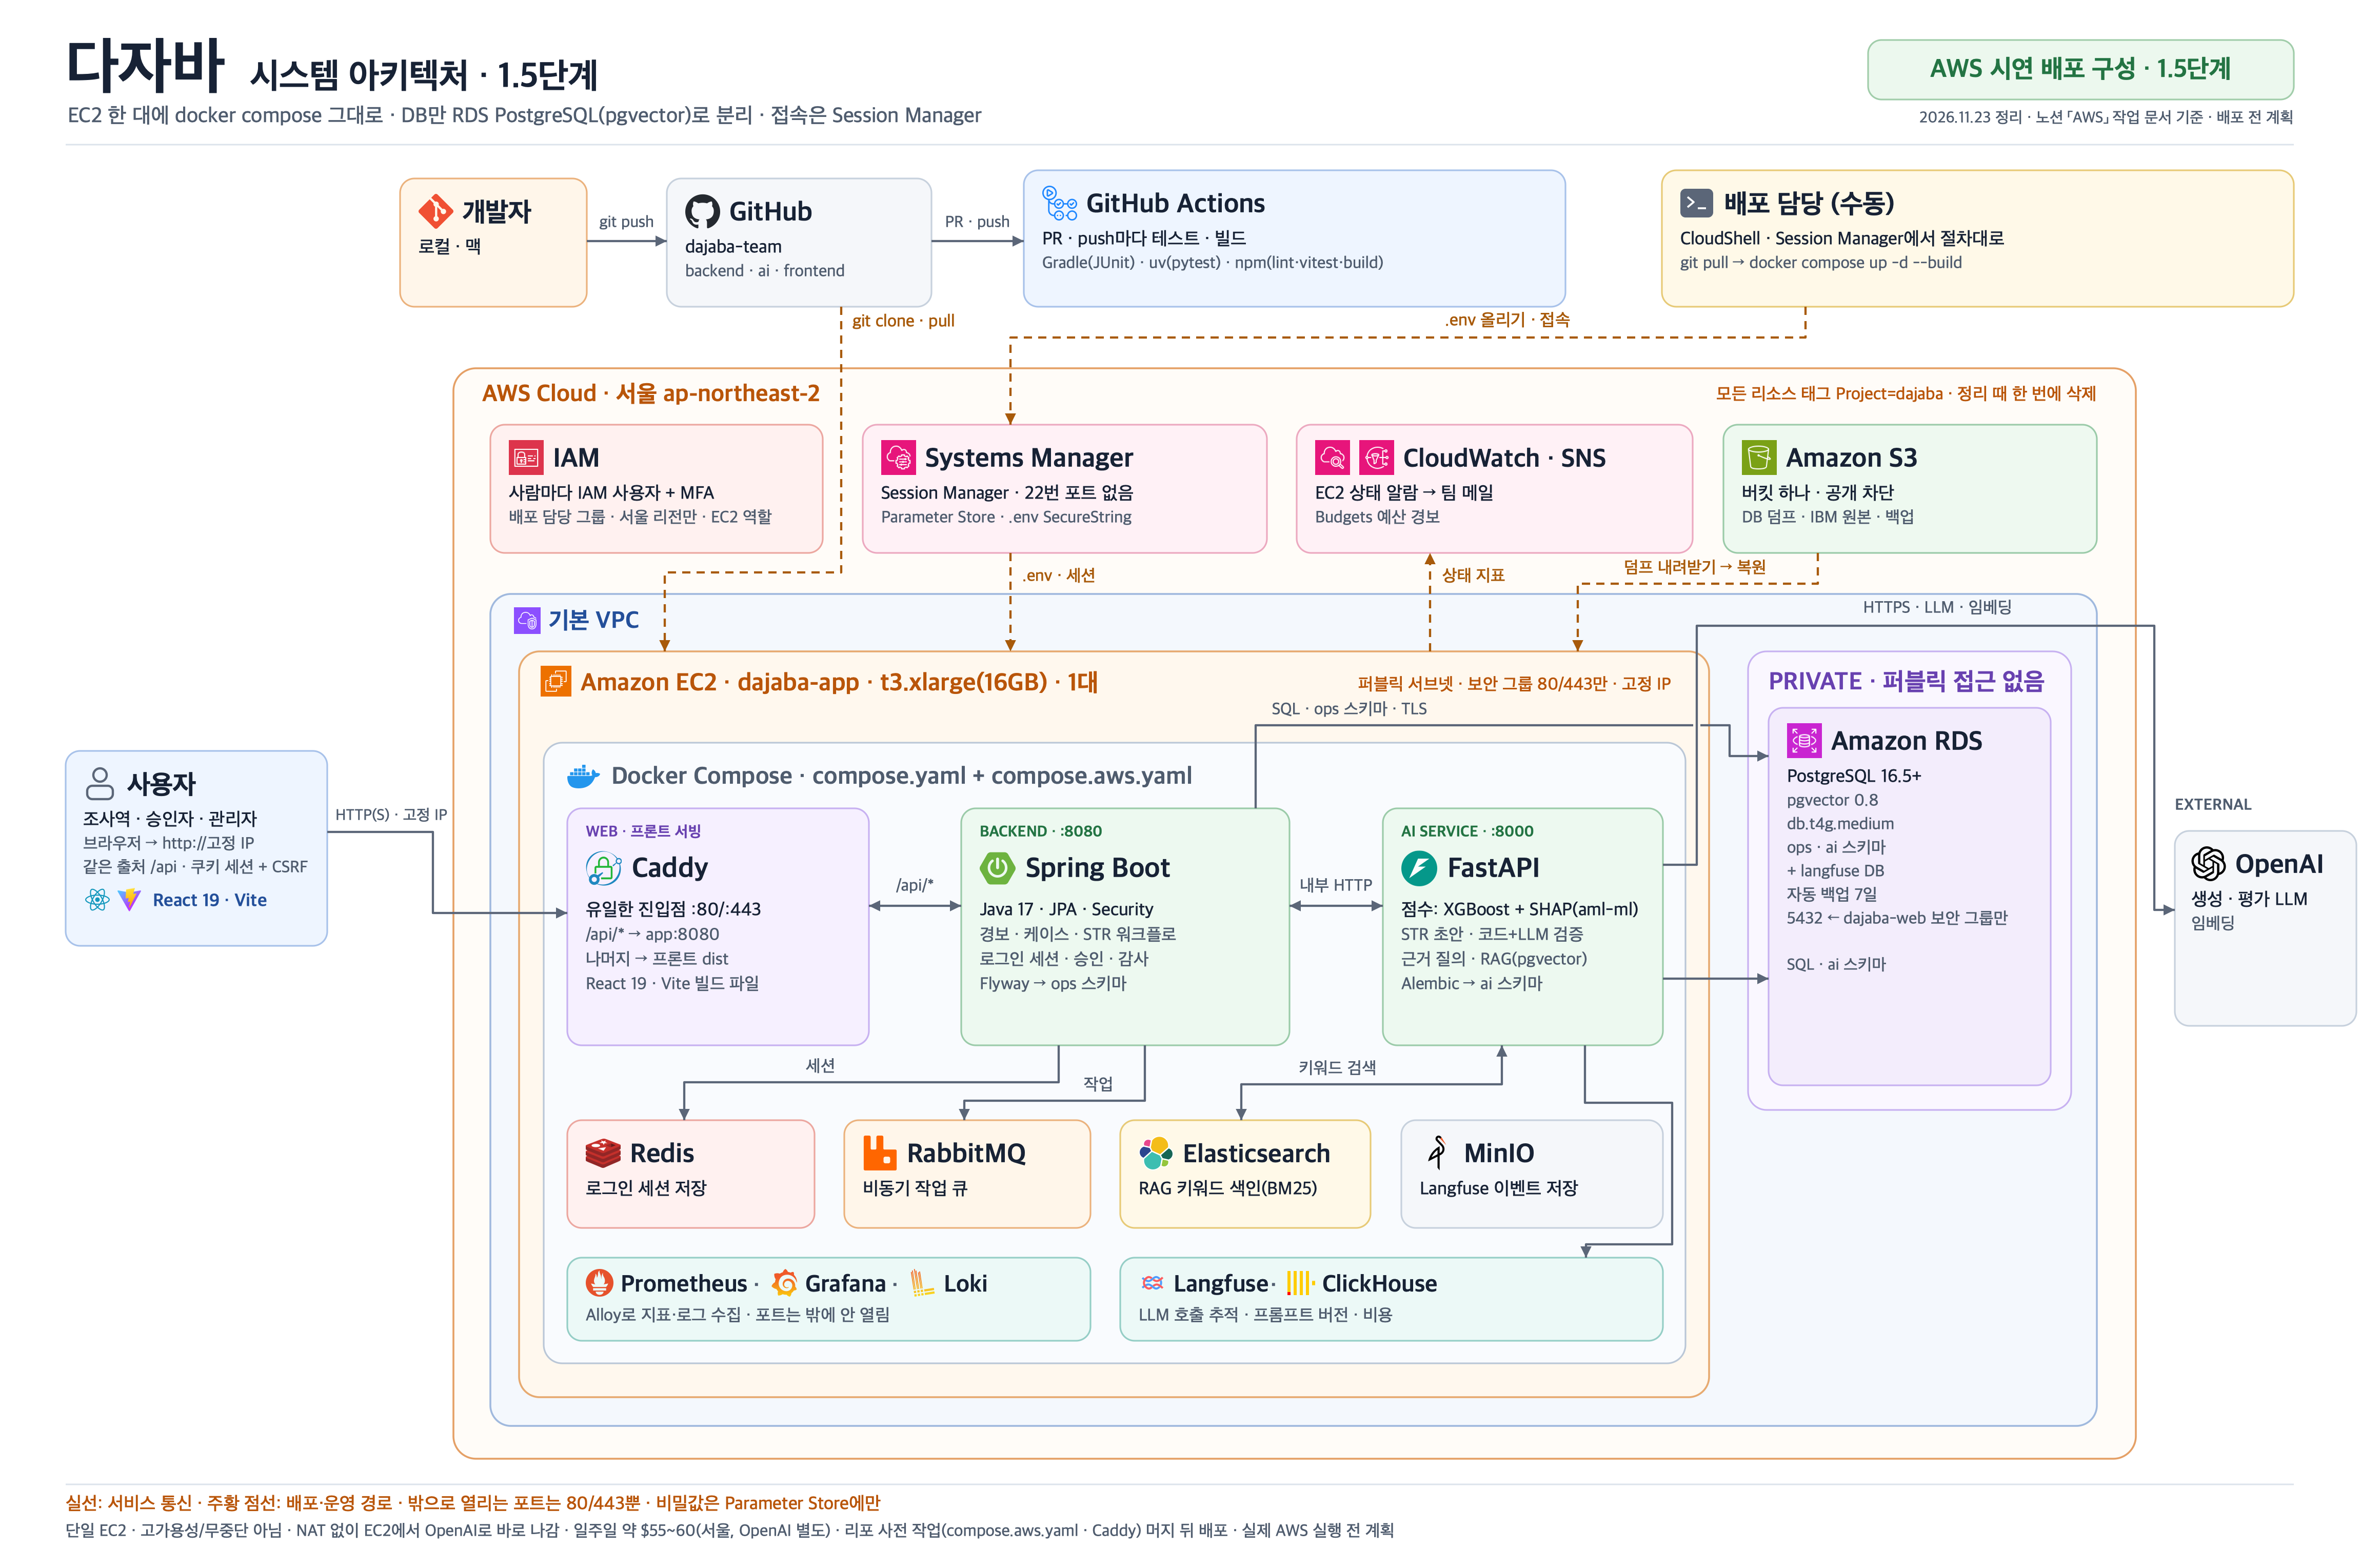 다자바 시스템 아키텍처 · 1.5단계
EC2 한 대에 docker compose 그대로 · DB만 RDS PostgreSQL(pgvector)로 분리 · 접속은 Session Manager
AWS 시연 배포 구성 · 1.5단계
2026.11.23 정리 · 노션 「AWS」 작업 문서 기준 · 배포 전 계획
개발자
로컬 · 맥
git push
GitHub
dajaba-team
backend · ai · frontend
PR · push
GitHub Actions
PR · push마다 테스트 · 빌드
Gradle(JUnit) · uv(pytest) · npm(lint·vitest·build)
배포 담당 (수동)
CloudShell · Session Manager에서 절차대로
git pull → docker compose up -d --build
git clone · pull
.env 올리기 · 접속
AWS Cloud · 서울 ap-northeast-2
모든 리소스 태그 Project=dajaba · 정리 때 한 번에 삭제
IAM
사람마다 IAM 사용자 + MFA
배포 담당 그룹 · 서울 리전만 · EC2 역할
Systems Manager
Session Manager · 22번 포트 없음
Parameter Store · .env SecureString
CloudWatch · SNS
EC2 상태 알람 → 팀 메일
Budgets 예산 경보
Amazon S3
버킷 하나 · 공개 차단
DB 덤프 · IBM 원본 · 백업
.env · 세션
상태 지표
덤프 내려받기 → 복원
기본 VPC
HTTPS · LLM · 임베딩
Amazon EC2 · dajaba-app · t3.xlarge(16GB) · 1대
퍼블릭 서브넷 · 보안 그룹 80/443만 · 고정 IP
SQL · ops 스키마 · TLS
PRIVATE · 퍼블릭 접근 없음
Amazon RDS
PostgreSQL 16.5+
pgvector 0.8
db.t4g.medium
ops · ai 스키마
+ langfuse DB
자동 백업 7일
5432 ← dajaba-web 보안 그룹만
SQL · ai 스키마
사용자
조사역 · 승인자 · 관리자
브라우저 → http://고정 IP
같은 출처 /api · 쿠키 세션 + CSRF
React 19 · Vite
HTTP(S) · 고정 IP
Docker Compose · compose.yaml + compose.aws.yaml
WEB · 프론트 서빙
Caddy
유일한 진입점 :80/:443
/api/* → app:8080
나머지 → 프론트 dist
React 19 · Vite 빌드 파일
/api/*
BACKEND · :8080
Spring Boot
Java 17 · JPA · Security
경보 · 케이스 · STR 워크플로
로그인 세션 · 승인 · 감사
Flyway → ops 스키마
내부 HTTP
AI SERVICE · :8000
FastAPI
점수: XGBoost + SHAP(aml-ml)
STR 초안 · 코드+LLM 검증
근거 질의 · RAG(pgvector)
Alembic → ai 스키마
EXTERNAL
OpenAI
생성 · 평가 LLM
임베딩
세션
작업
키워드 검색
Redis
로그인 세션 저장
RabbitMQ
비동기 작업 큐
Elasticsearch
RAG 키워드 색인(BM25)
MinIO
Langfuse 이벤트 저장
Prometheus · Grafana · Loki
Alloy로 지표·로그 수집 · 포트는 밖에 안 열림
Langfuse · ClickHouse
LLM 호출 추적 · 프롬프트 버전 · 비용
실선: 서비스 통신 · 주황 점선: 배포·운영 경로 · 밖으로 열리는 포트는 80/443뿐 · 비밀값은 Parameter Store에만
단일 EC2 · 고가용성/무중단 아님 · NAT 없이 EC2에서 OpenAI로 바로 나감 · 일주일 약 $55~60(서울, OpenAI 별도) · 리포 사전 작업(compose.aws.yaml · Caddy) 머지 뒤 배포 · 실제 AWS 실행 전 계획